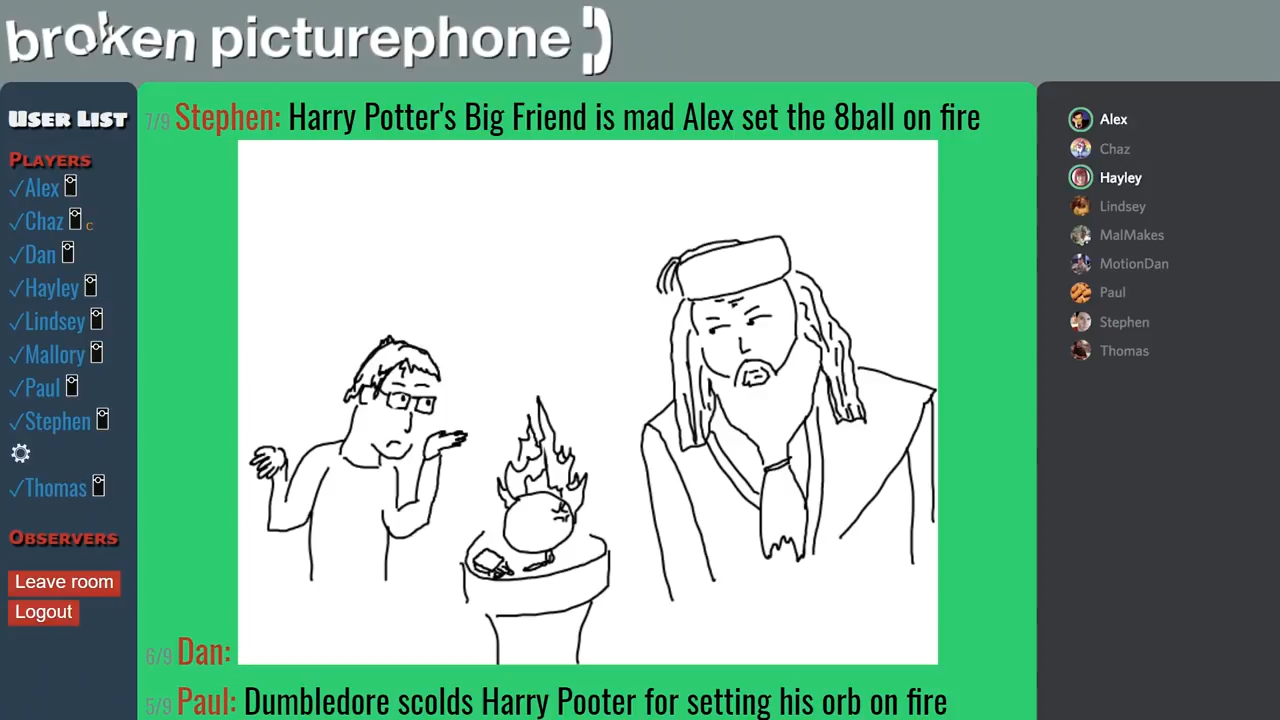 broken picturephone
USER LIST
PLAYERS
✓Alex
✓Chaz C
✓Dan
✓Hayley
✓Lindsey
✓Mallory
✓Paul
✓Stephen
✓Thomas
OBSERVERS
Leave room
Logout
7/9 Stephen: Harry Potter's Big Friend is mad Alex set the 8ball on fire
6/9 Dan:
5/9 Paul: Dumbledore scolds Harry Pooter for setting his orb on fire
Alex
Chaz
Hayley
Lindsey
MalMakes
MotionDan
Paul
Stephen
Thomas